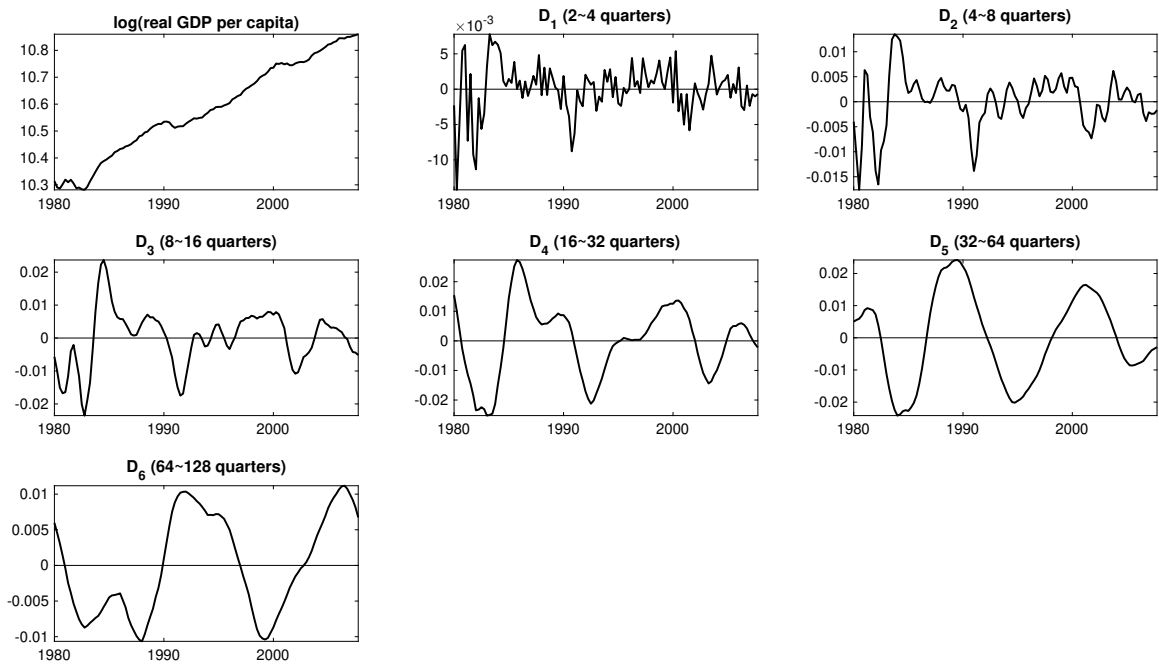 log(real GDP per capita)
10.8
10.7
10.6
10.5
10.4
10.3
1980 1990 2000
D1 (2~4 quarters)
×10-3
5
0
-5
-10
1980 1990 2000
D2 (4~8 quarters)
0.01
0.005
0
-0.005
-0.01
-0.015
1980 1990 2000
D3 (8~16 quarters)
0.02
0.01
0
-0.01
-0.02
1980 1990 2000
D4 (16~32 quarters)
0.02
0.01
0
-0.01
-0.02
1980 1990 2000
D5 (32~64 quarters)
0.02
0.01
0
-0.01
-0.02
1980 1990 2000
D6 (64~128 quarters)
0.01
0.005
0
-0.005
-0.01
1980 1990 2000